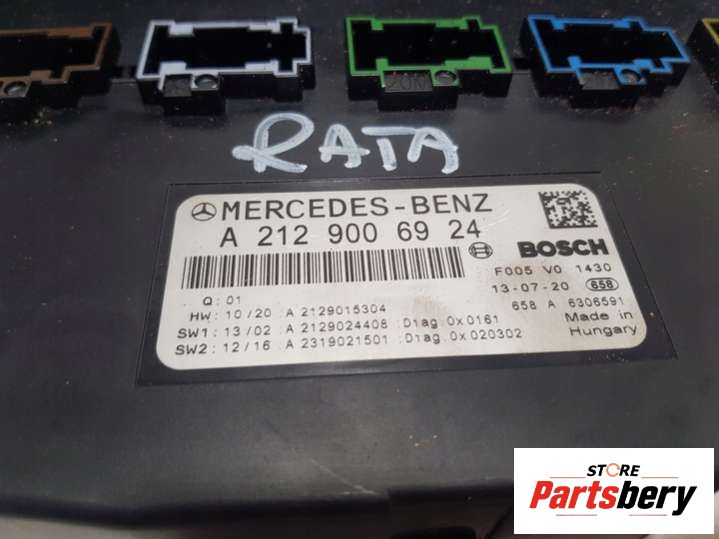 RATA
MERCEDES-BENZ
A 212 900 69 24
BOSCH
F005 V0 1430
13-07-20 658
658 A 6306591
Made in
Hungary
Q: 01
HW: 10/20 A 2129015304
SW1: 13/02 A 2129024408 Diag. 0x0161
SW2: 12/16 A 2319021501 Diag. 0x020302
STORE
Partsbery